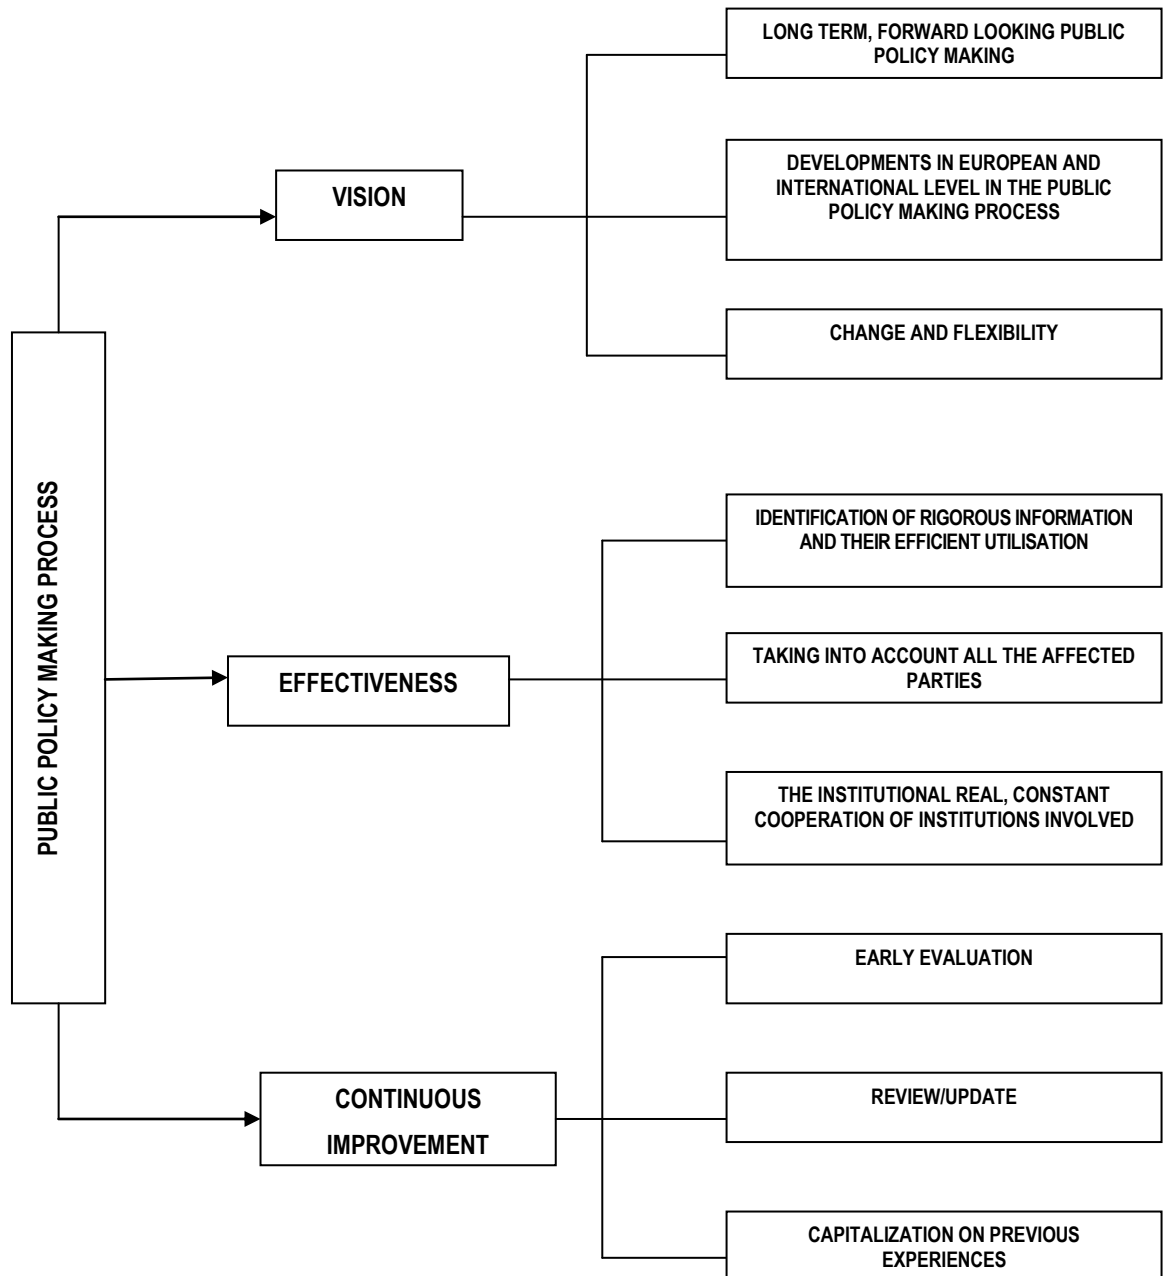 PUBLIC POLICY MAKING PROCESS
VISION
LONG TERM, FORWARD LOOKING PUBLIC
POLICY MAKING
DEVELOPMENTS IN EUROPEAN AND
INTERNATIONAL LEVEL IN THE PUBLIC
POLICY MAKING PROCESS
CHANGE AND FLEXIBILITY
EFFECTIVENESS
IDENTIFICATION OF RIGOROUS INFORMATION
AND THEIR EFFICIENT UTILISATION
TAKING INTO ACCOUNT ALL THE AFFECTED
PARTIES
THE INSTITUTIONAL REAL, CONSTANT
COOPERATION OF INSTITUTIONS INVOLVED
CONTINUOUS
IMPROVEMENT
EARLY EVALUATION
REVIEW/UPDATE
CAPITALIZATION ON PREVIOUS
EXPERIENCES